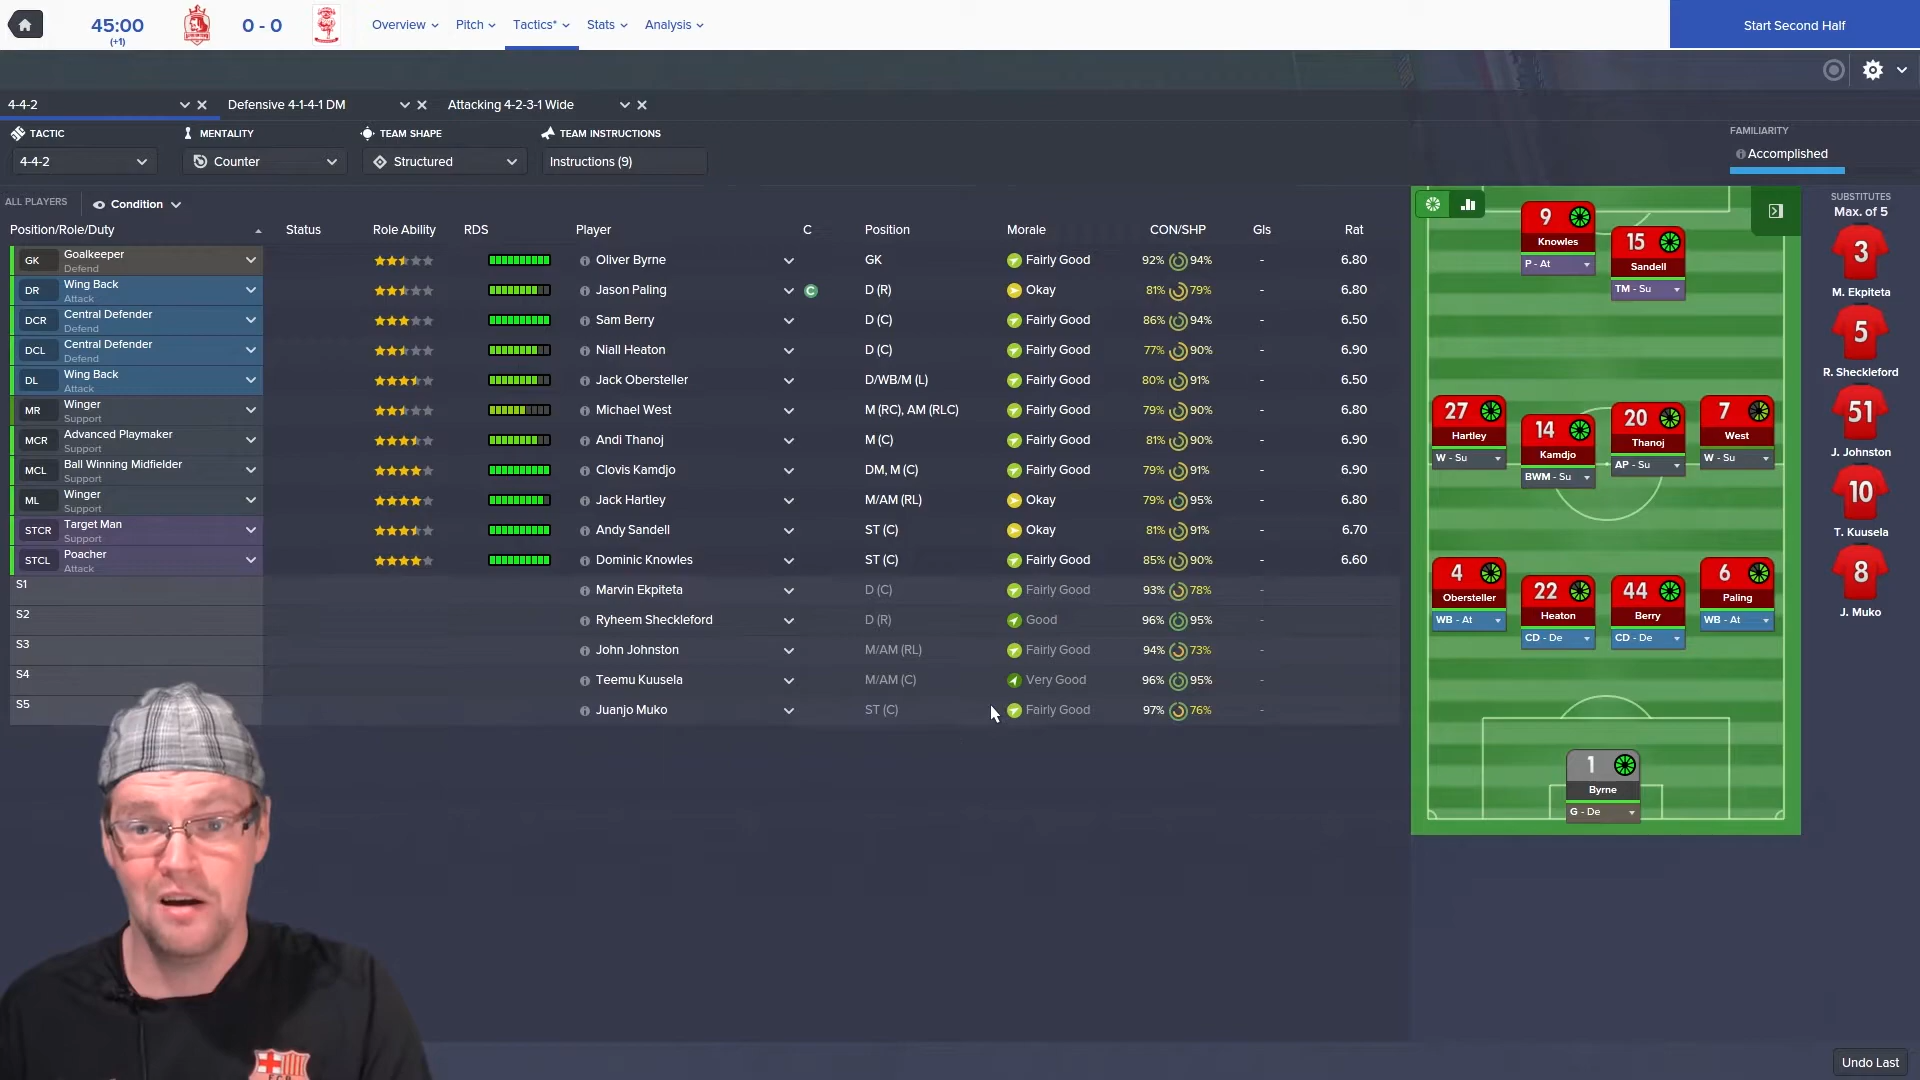 45:00
(+1)
0 - 0
Overview
Pitch
Tactics*
Stats
Analysis
Start Second Half
4-4-2
Defensive 4-1-4-1 DM
Attacking 4-2-3-1 Wide
TACTIC
MENTALITY
TEAM SHAPE
TEAM INSTRUCTIONS
4-4-2
Counter
Structured
Instructions (9)
FAMILIARITY
Accomplished
ALL PLAYERS
Condition
Position/Role/Duty Status Role Ability RDS Player C Position Morale CON/SHP Gls Rat
GK Goalkeeper Defend Oliver Byrne GK Fairly Good 92% 94% - 6.80
DR Wing Back Attack Jason Paling C D (R) Okay 81% 79% - 6.80
DCR Central Defender Defend Sam Berry D (C) Fairly Good 86% 94% - 6.50
DCL Central Defender Defend Niall Heaton D (C) Fairly Good 77% 90% - 6.90
DL Wing Back Attack Jack Obersteller D/WB/M (L) Fairly Good 80% 91% - 6.50
MR Winger Support Michael West M (RC), AM (RLC) Fairly Good 79% 90% - 6.80
MCR Advanced Playmaker Support Andi Thanoj M (C) Fairly Good 81% 90% - 6.90
MCL Ball Winning Midfielder Support Clovis Kamdjo DM, M (C) Fairly Good 79% 91% - 6.90
ML Winger Support Jack Hartley M/AM (RL) Okay 79% 95% - 6.80
STCR Target Man Support Andy Sandell ST (C) Okay 81% 91% - 6.70
STCL Poacher Attack Dominic Knowles ST (C) Fairly Good 85% 90% - 6.60
S1 Marvin Ekpiteta D (C) Fairly Good 93% 78% -
S2 Ryheem Sheckleford D (R) Good 96% 95% -
S3 John Johnston M/AM (RL) Fairly Good 94% 73% -
S4 Teemu Kuusela M/AM (C) Very Good 96% 95% -
S5 Juanjo Muko ST (C) Fairly Good 97% 76% -
9
Knowles
P - At
15
Sandell
TM - Su
27
Hartley
W - Su
14
Kamdjo
BWM - Su
20
Thanoj
AP - Su
7
West
W - Su
4
Obersteller
WB - At
22
Heaton
CD - De
44
Berry
CD - De
6
Paling
WB - At
1
Byrne
G - De
SUBSTITUTES
Max. of 5
3
M. Ekpiteta
5
R. Sheckleford
51
J. Johnston
10
T. Kuusela
8
J. Muko
Undo Last